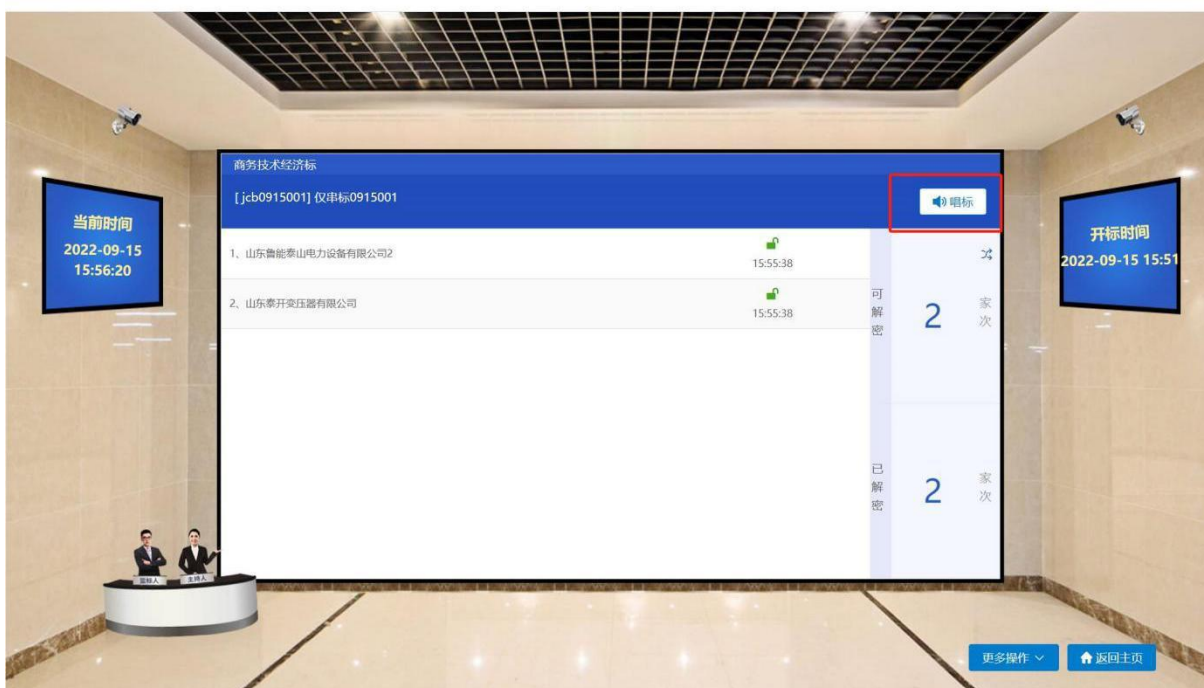 商务技术经济标
[ jcb0915001] 仅串标0915001
唱标
当前时间
2022-09-15
15:56:20
开标时间
2022-09-15 15:51
1、山东鲁能泰山电力设备有限公司2
15:55:38
2、山东泰开变压器有限公司
15:55:38
可解密
2
家次
已解密
2
家次
监标人
主持人
更多操作
返回主页